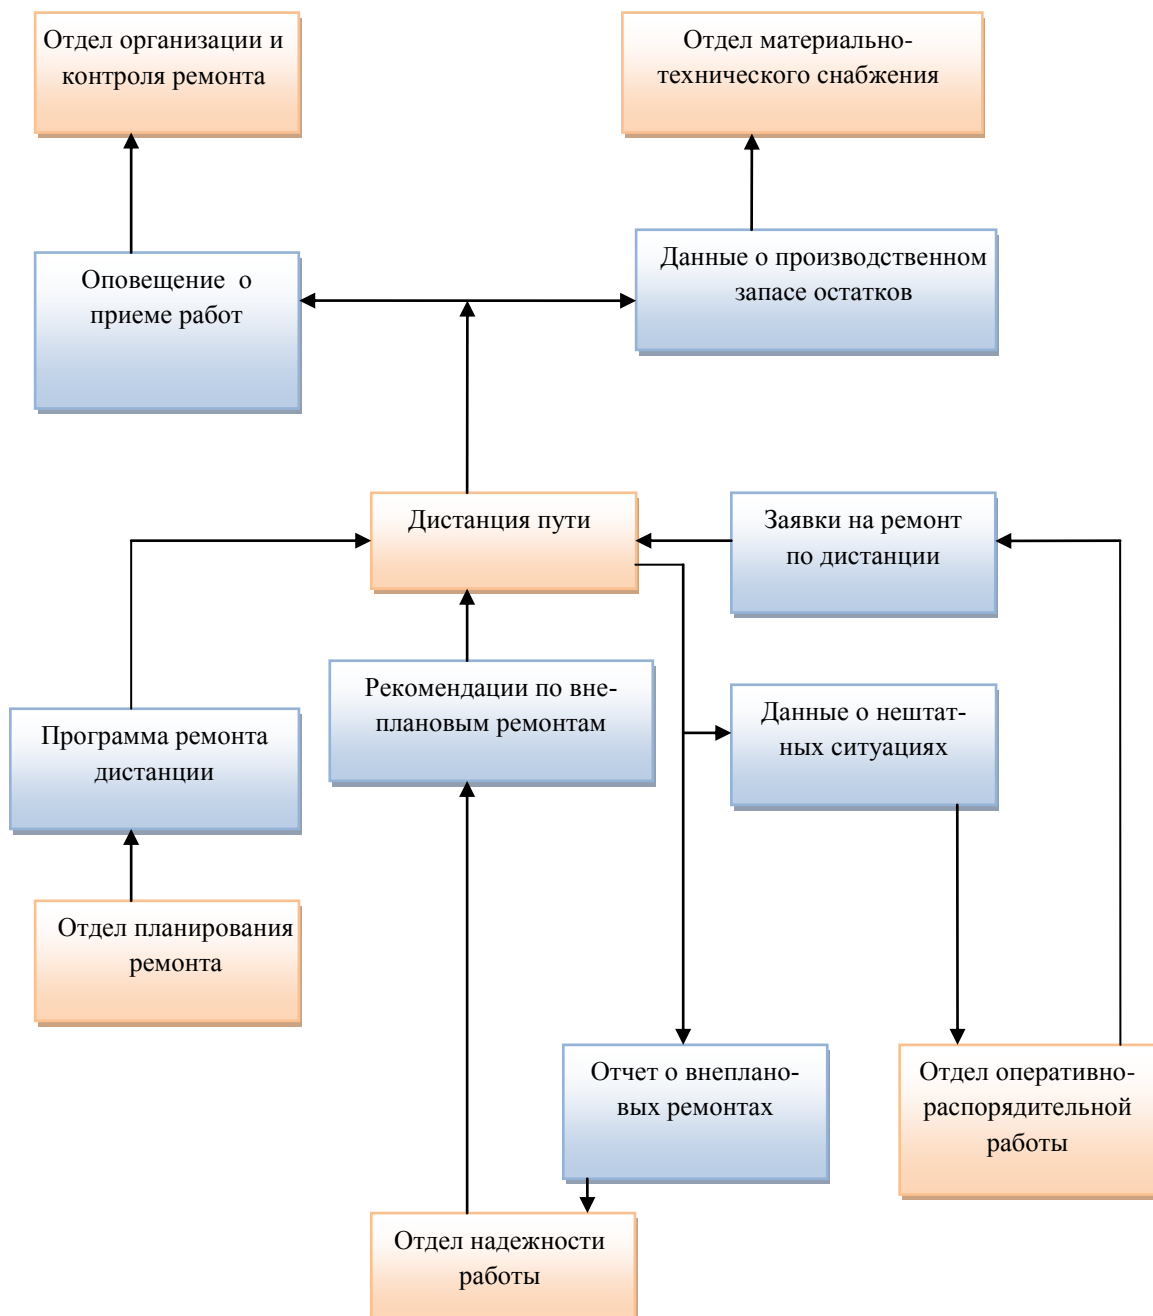 Отдел организации и
контроля ремонта
Отдел материально-
технического снабжения
Оповещение о
приеме работ
Данные о производственном
запасе остатков
Дистанция пути
Заявки на ремонт
по дистанции
Рекомендации по вне-
плановым ремонтам
Данные о нештат-
ных ситуациях
Программа ремонта
дистанции
Отдел планирования
ремонта
Отчет о внеплано-
вых ремонтах
Отдел оперативно-
распорядительной
работы
Отдел надежности
работы